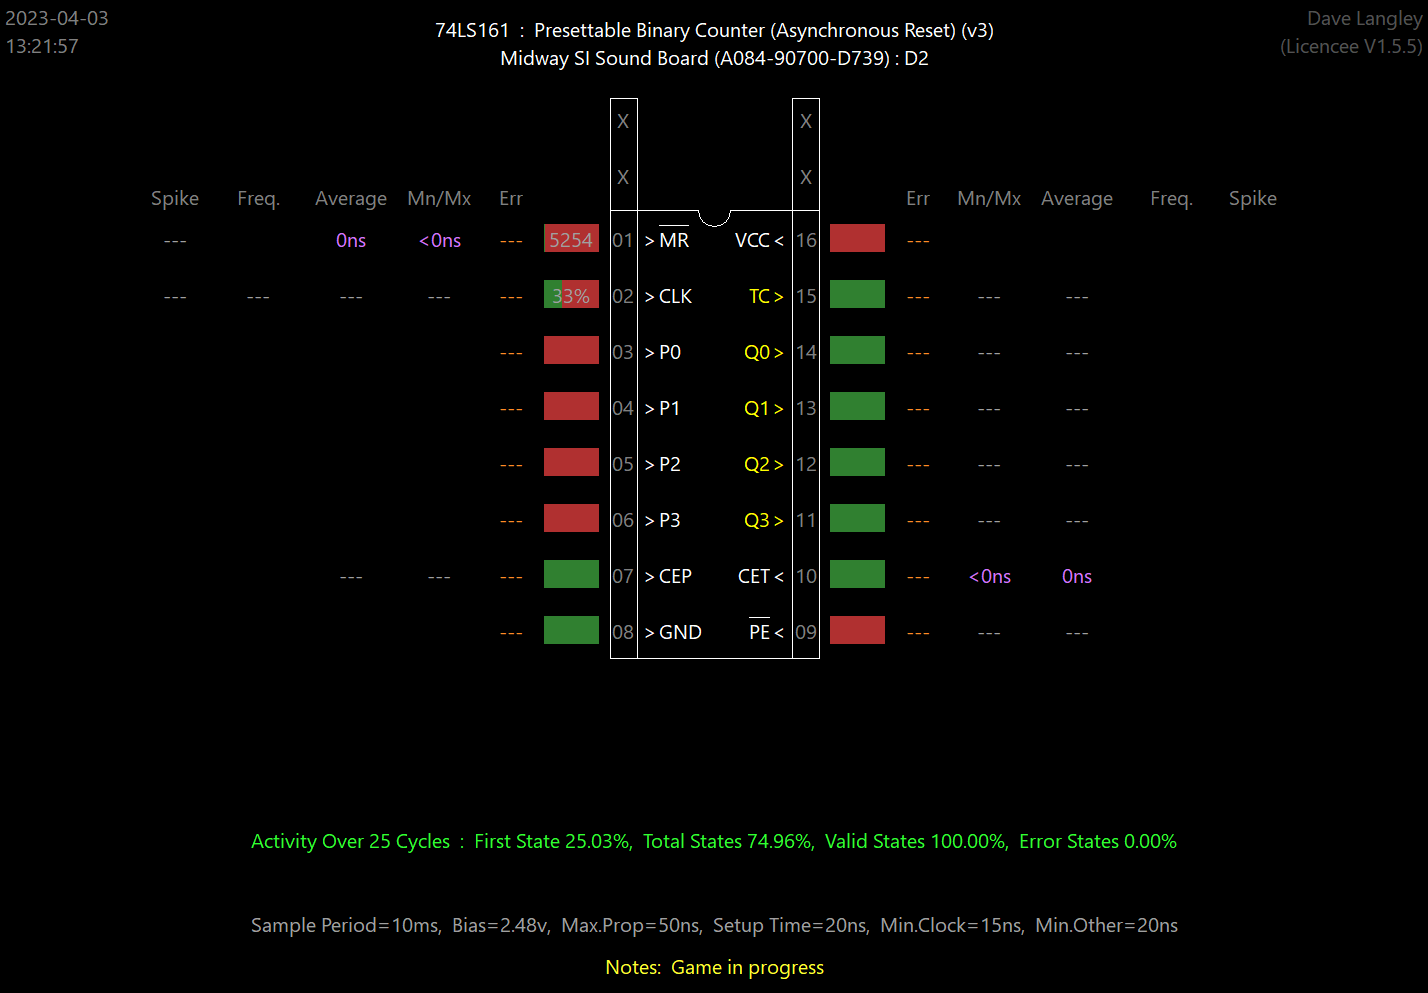 2023-04-03
13:21:57
74LS161 : Presettable Binary Counter (Asynchronous Reset) (v3)
Midway SI Sound Board (A084-90700-D739) : D2
Dave Langley
(Licencee V1.5.5)
X X
X X
Spike Freq. Average Mn/Mx Err Err Mn/Mx Average Freq. Spike
--- 0ns <0ns --- 5254 01 > MR VCC < 16 ---
--- --- --- --- --- 33% 02 > CLK TC > 15 --- --- ---
--- 03 > P0 Q0 > 14 --- --- ---
--- 04 > P1 Q1 > 13 --- --- ---
--- 05 > P2 Q2 > 12 --- --- ---
--- 06 > P3 Q3 > 11 --- --- ---
--- --- --- 07 > CEP CET < 10 --- <0ns 0ns
--- 08 > GND PE < 09 --- --- ---
Activity Over 25 Cycles : First State 25.03%, Total States 74.96%, Valid States 100.00%, Error States 0.00%
Sample Period=10ms, Bias=2.48v, Max.Prop=50ns, Setup Time=20ns, Min.Clock=15ns, Min.Other=20ns
Notes: Game in progress